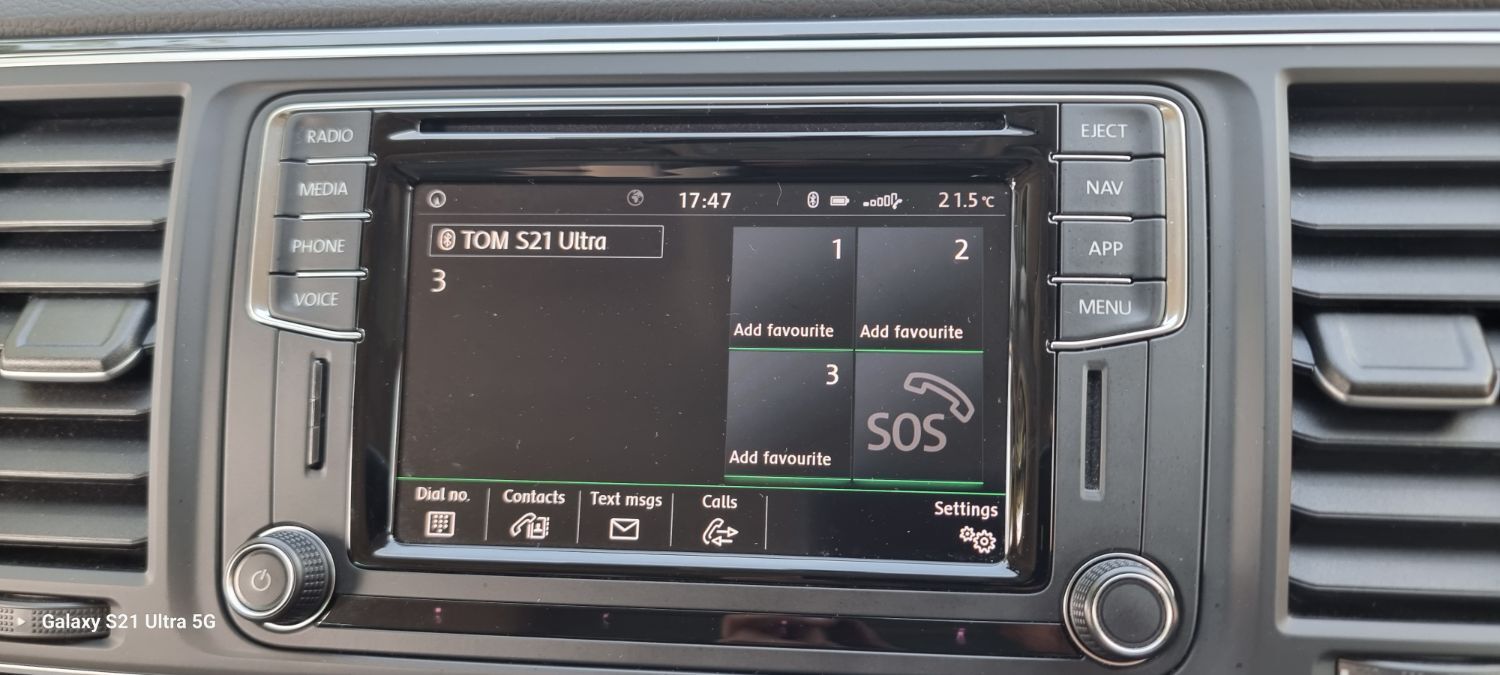 RADIO
MEDIA
PHONE
VOICE
EJECT
NAV
APP
MENU
17:47
21.5 °C
TOM S21 Ultra
3
1
Add favourite
2
Add favourite
3
Add favourite
SOS
Dial no.
Contacts
Text msgs
Calls
Settings
Galaxy S21 Ultra 5G